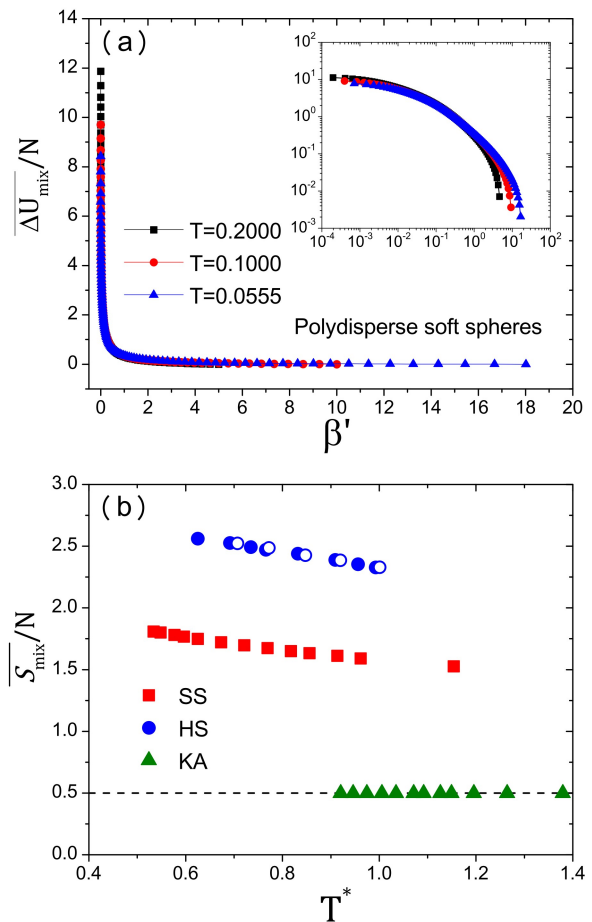 (a)
14
12
10
8
6
4
2
0
ΔU_mix/N
10^1
10^0
10^-1
10^-2
10^-3
10^-4 10^-3 10^-2 10^-1 10^0 10^1 10^2
T=0.2000
T=0.1000
T=0.0555
Polydisperse soft spheres
0 2 4 6 8 10 12 14 16 18 20
β'
(b)
3.0
2.5
2.0
1.5
1.0
0.5
0.0
S_mix/N
SS
HS
KA
0.4 0.6 0.8 1.0 1.2 1.4
T*